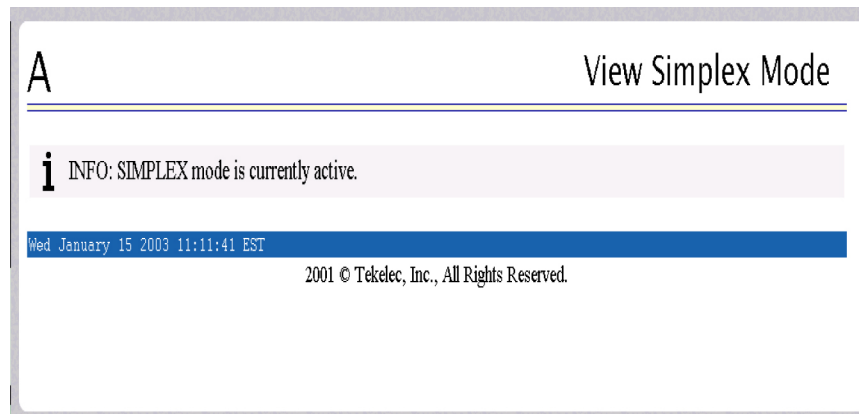 A
View Simplex Mode
i
INFO: SIMPLEX mode is currently active.
Wed January 15 2003 11:11:41 EST
2001 © Tekelec, Inc., All Rights Reserved.